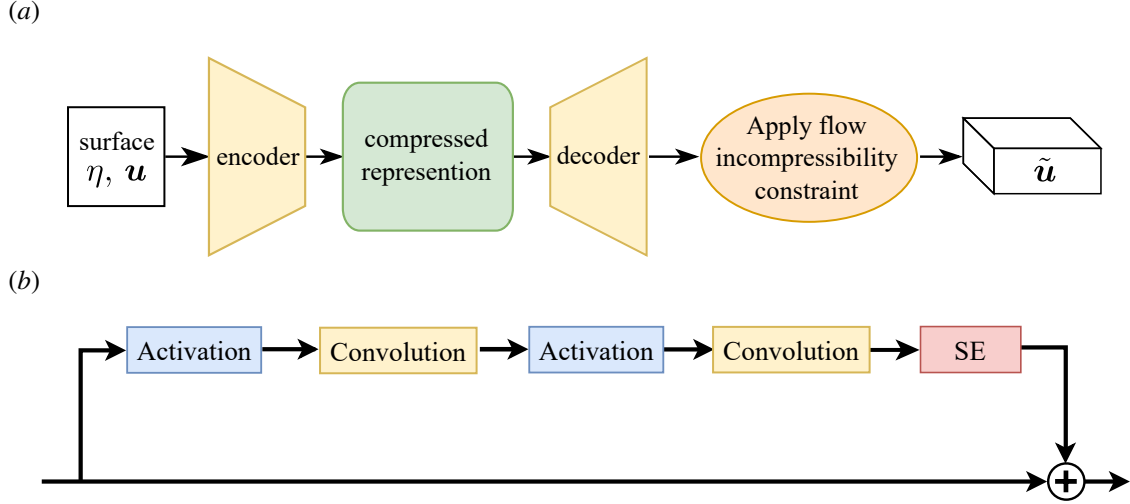 (a)
surface
η, u
encoder
compressed
represention
decoder
Apply flow
incompressibility
constraint
ũ
(b)
Activation
Convolution
Activation
Convolution
SE
+